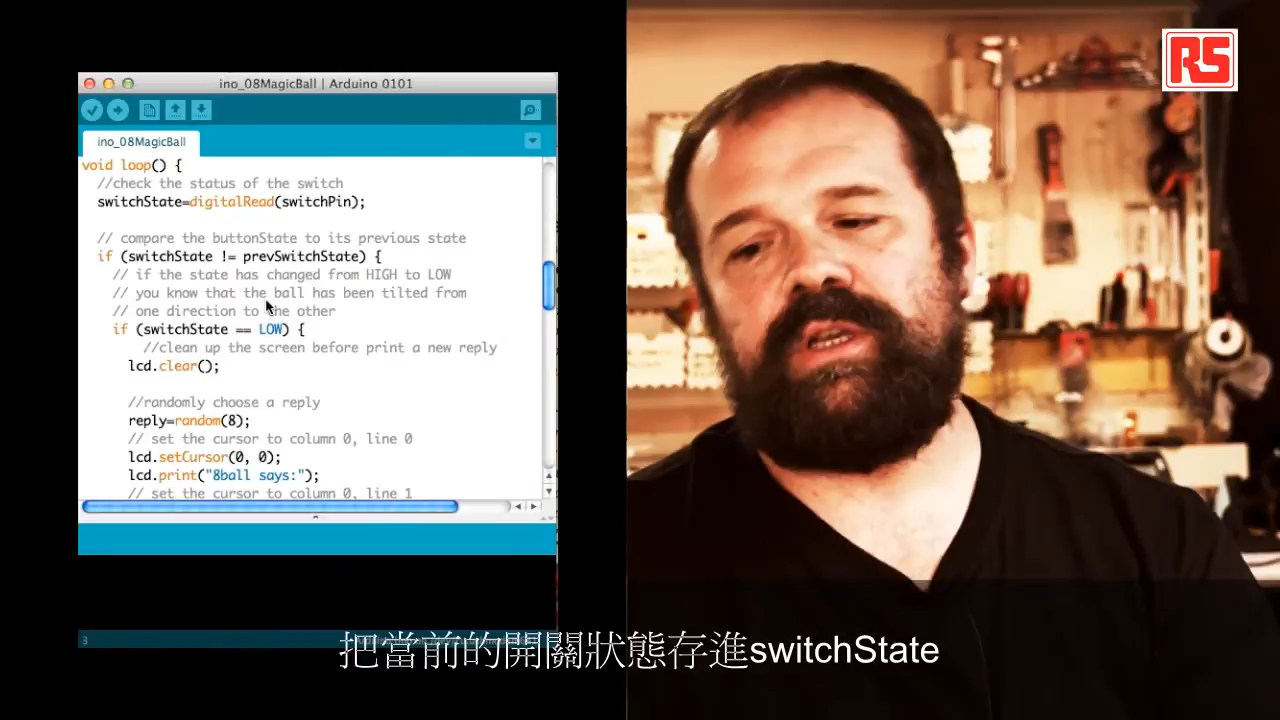 ino_08MagicBall | Arduino 0101
ino_08MagicBall
void loop() {
//check the status of the switch
switchState=digitalRead(switchPin);
// compare the buttonState to its previous state
if (switchState != prevSwitchState) {
// if the state has changed from HIGH to LOW
// you know that the ball has been tilted from
// one direction to the other
if (switchState == LOW) {
//clean up the screen before print a new reply
lcd.clear();
//randomly choose a reply
reply=random(8);
// set the cursor to column 0, line 0
lcd.setCursor(0, 0);
lcd.print("8ball says:");
// set the cursor to column 0, line 1
3
RS
把當前的開關狀態存進switchState